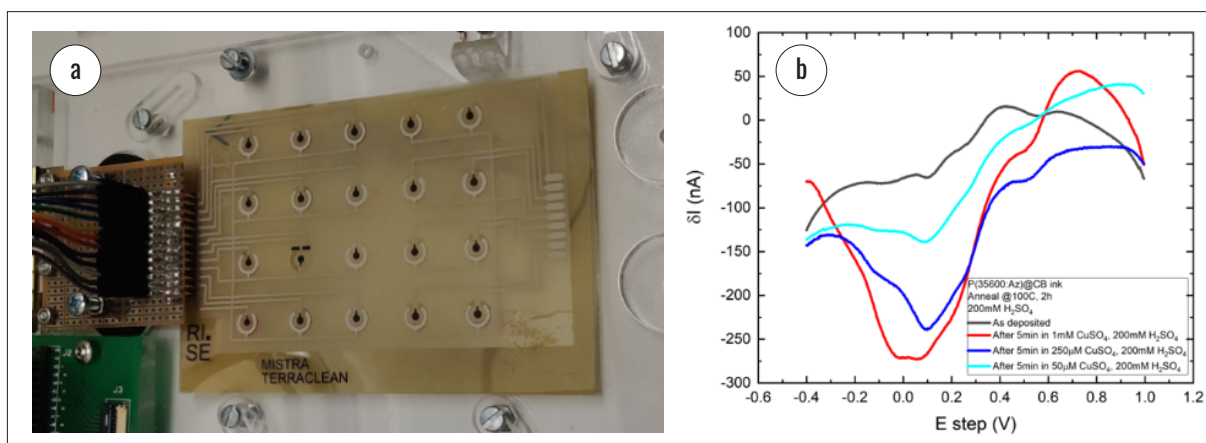 a
RI.
SE
MISTRA
TERRACLEAN
J2
J3
b
100
50
0
-50
-100
-150
-200
-250
-300
δI (nA)
-0.6 -0.4 -0.2 0.0 0.2 0.4 0.6 0.8 1.0 1.2
E step (V)
P(35600:Az)@CB ink
Anneal @100C, 2h
200mM H₂SO₄
As deposited
After 5min in 1mM CuSO₄, 200mM H₂SO₄
After 5min in 250µM CuSO₄, 200mM H₂SO₄
After 5min in 50µM CuSO₄, 200mM H₂SO₄